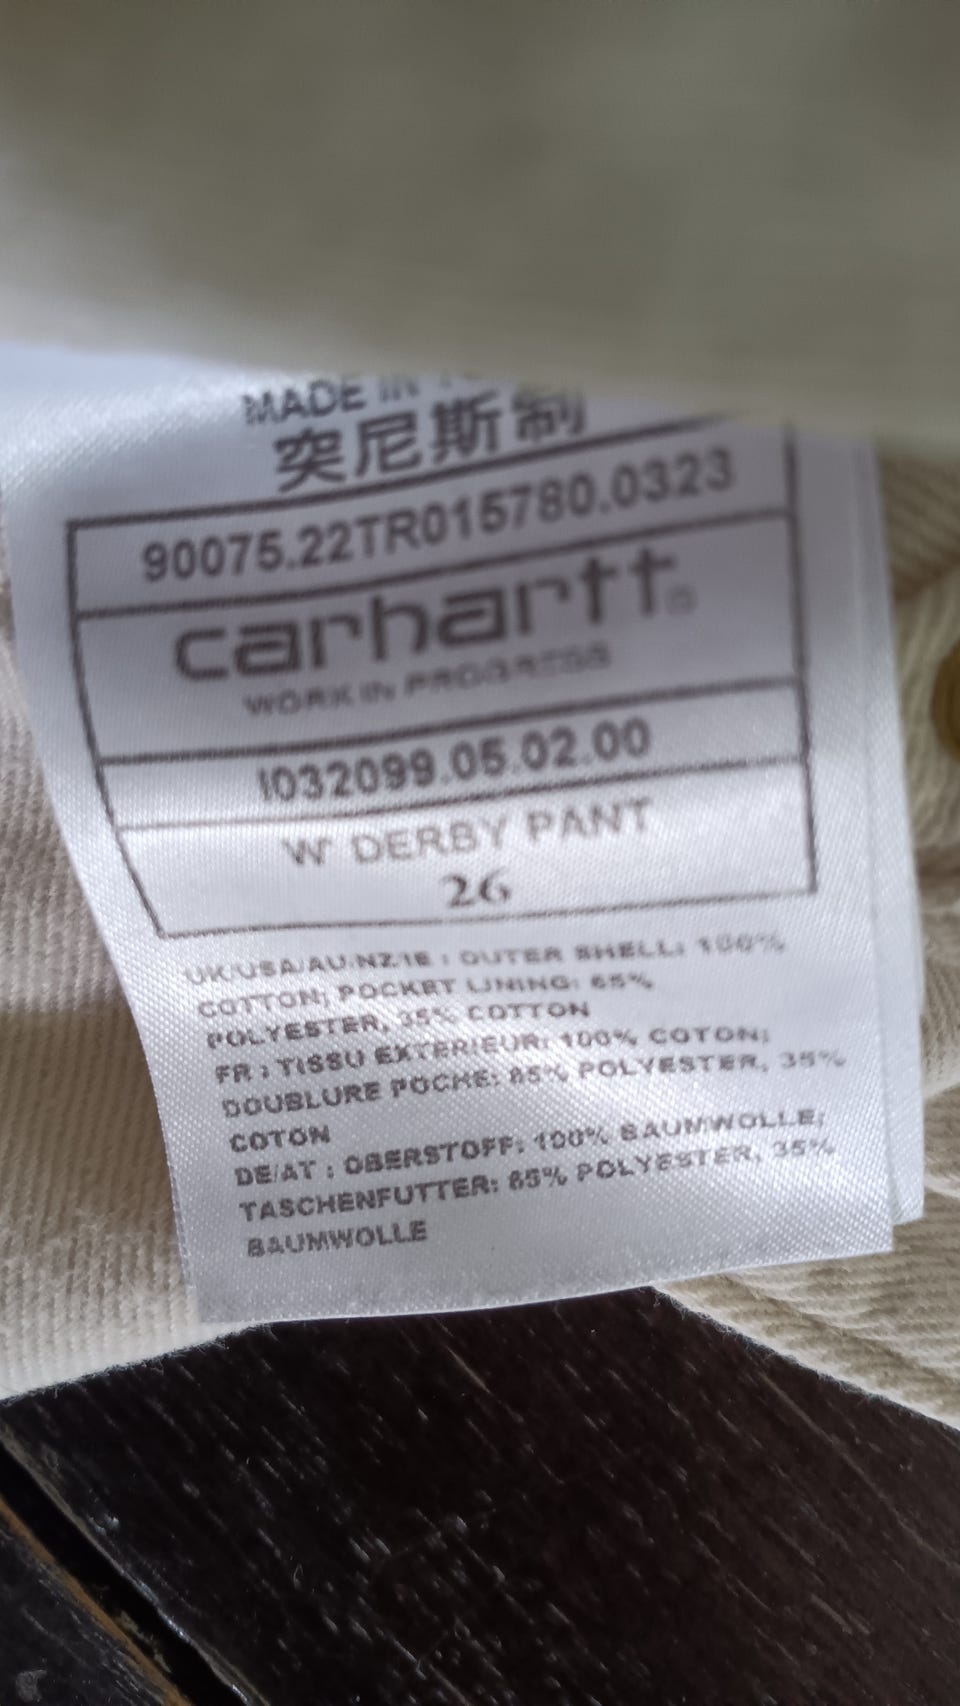 MADE IN
突尼斯制
90075.22TR015780.0323
carhartt
WORK IN PROGRESS
I032099.05.02.00
W' DERBY PANT
26
UK/USA/AU/NZ/IE : OUTER SHELL: 100%
COTTON; POCKET LINING: 65%
POLYESTER, 35% COTTON
FR : TISSU EXTERIEUR: 100% COTON;
DOUBLURE POCHE: 65% POLYESTER, 35%
COTON
DE/AT : OBERSTOFF: 100% BAUMWOLLE;
TASCHENFUTTER: 65% POLYESTER, 35%
BAUMWOLLE